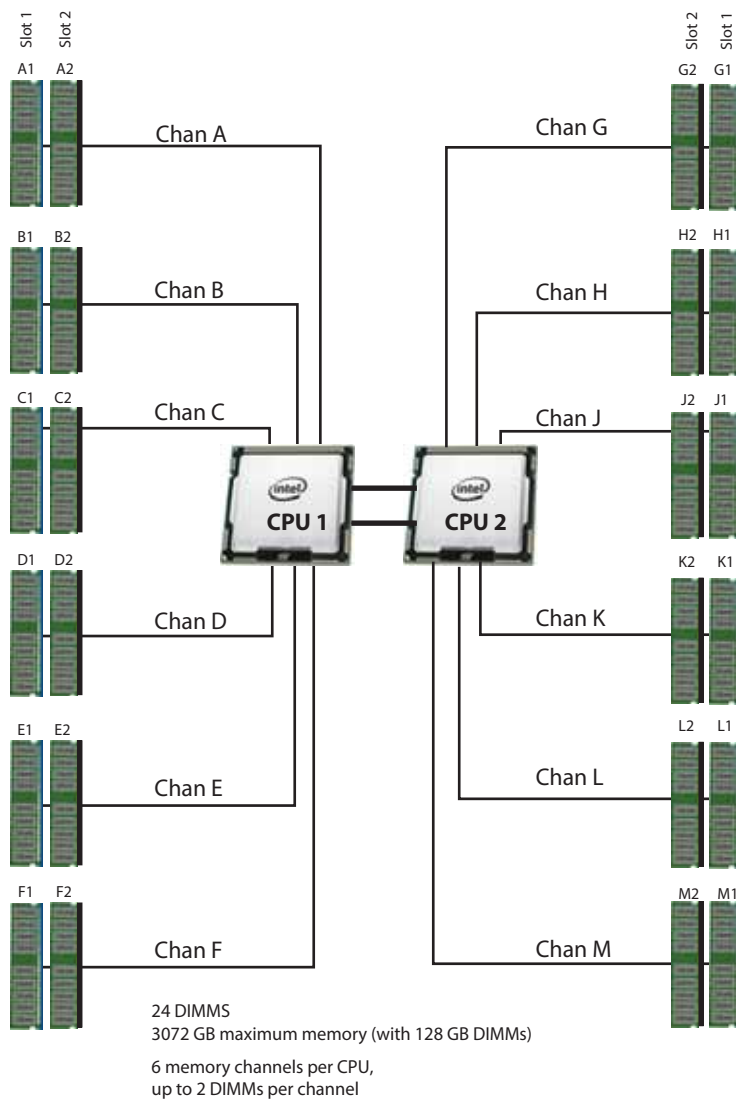 Slot 1 Slot 2
A1 A2
Chan A
B1 B2
Chan B
C1 C2
Chan C
D1 D2
Chan D
E1 E2
Chan E
F1 F2
Chan F
intel
CPU 1
intel
CPU 2
Slot 2 Slot 1
G2 G1
Chan G
H2 H1
Chan H
J2 J1
Chan J
K2 K1
Chan K
L2 L1
Chan L
M2 M1
Chan M
24 DIMMS
3072 GB maximum memory (with 128 GB DIMMs)
6 memory channels per CPU,
up to 2 DIMMs per channel